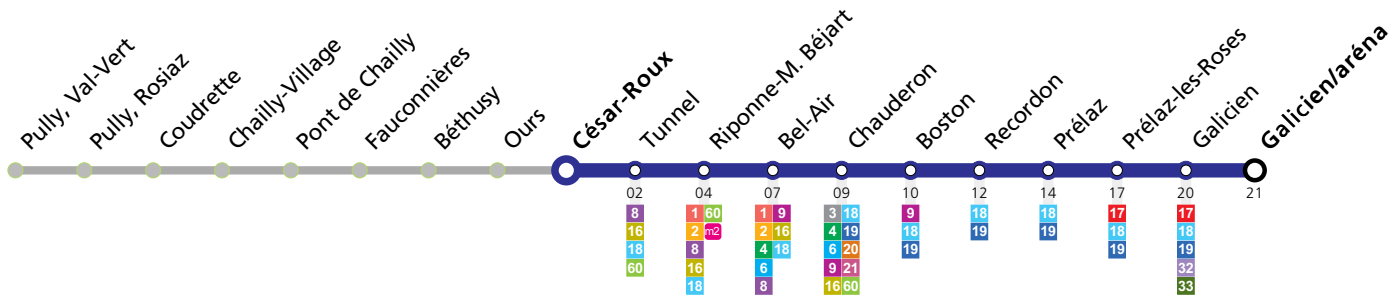 Pully, Val-Vert
Pully, Rosiaz
Coudrette
Chailly-Village
Pont de Chailly
Fauconnières
Béthusy
Ours
César-Roux
Tunnel
Riponne-M. Béjart
Bel-Air
Chauderon
Boston
Recordon
Prélaz
Prélaz-les-Roses
Galicien
Galicien/aréna
02 04 07 09 10 12 14 17 20 21
8 1 60 1 9 3 18 9 18 18 17 17
16 2 m2 2 16 4 19 18 19 19 18 18
18 8 4 18 6 20 19 19 19
60 16 6 9 21 32
18 8 16 60 33